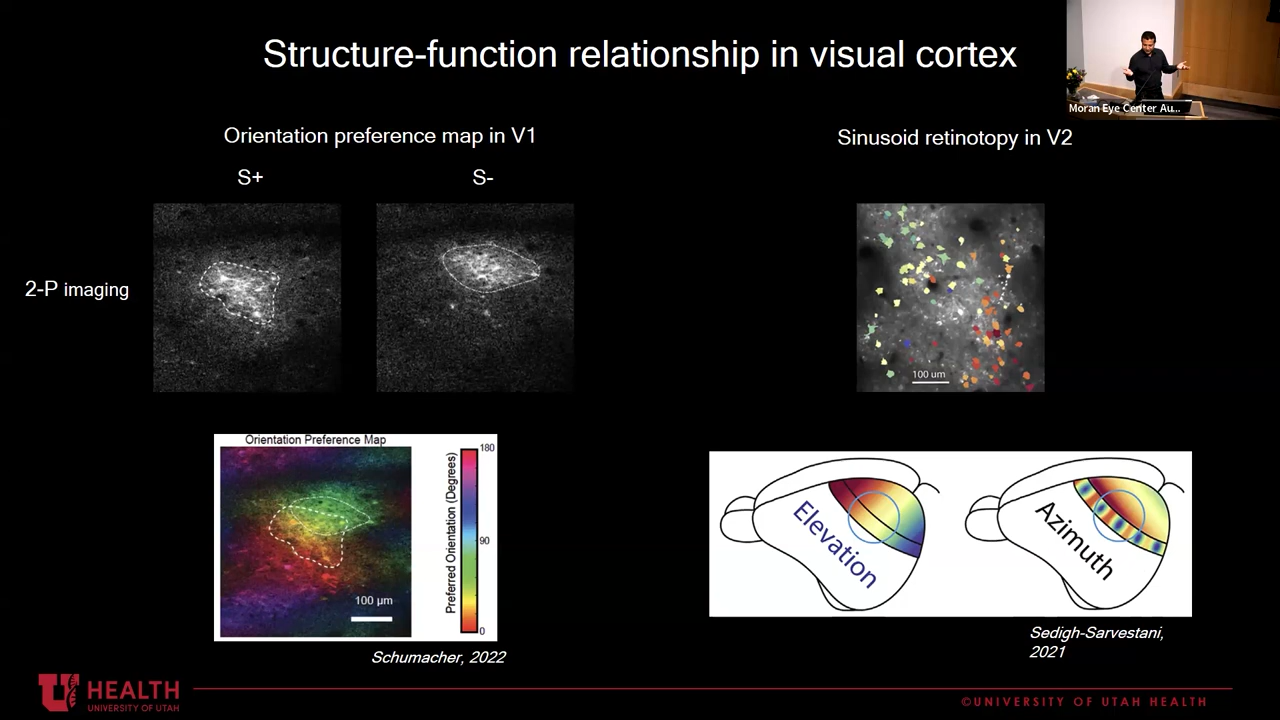 Structure-function relationship in visual cortex
Moran Eye Center Au...
Orientation preference map in V1
Sinusoid retinotopy in V2
S+
S-
2-P imaging
100 um
Orientation Preference Map
Preferred Orientation (Degrees)
180
90
0
100 µm
Schumacher, 2022
Elevation
Azimuth
Sedigh-Sarvestani,
2021
U HEALTH
UNIVERSITY OF UTAH
©UNIVERSITY OF UTAH HEALTH